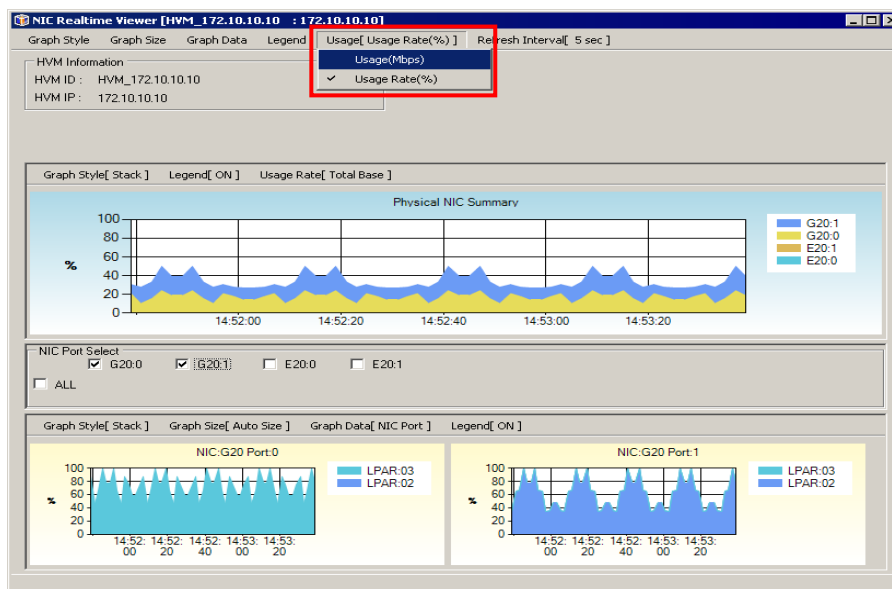 NIC Realtime Viewer [HVM_172.10.10.10 : 172.10.10.10]
Graph Style Graph Size Graph Data Legend Usage[ Usage Rate(%) ] Refresh Interval[ 5 sec ]
Usage(Mbps)
✓ Usage Rate(%)
HVM Information
HVM ID : HVM_172.10.10.10
HVM IP : 172.10.10.10
Graph Style[ Stack ] Legend[ ON ] Usage Rate[ Total Base ]
Physical NIC Summary
100
80
60
40
20
0
%
14:52:00 14:52:20 14:52:40 14:53:00 14:53:20
G20:1
G20:0
E20:1
E20:0
NIC Port Select
G20:0 G20:1 E20:0 E20:1
ALL
Graph Style[ Stack ] Graph Size[ Auto Size ] Graph Data[ NIC Port ] Legend[ ON ]
NIC:G20 Port:0
100
80
60
40
20
0
%
14:52: 14:52: 14:52: 14:53: 14:53:
00 20 40 00 20
LPAR:03
LPAR:02
NIC:G20 Port:1
100
80
60
40
20
0
%
14:52: 14:52: 14:52: 14:53: 14:53:
00 20 40 00 20
LPAR:03
LPAR:02